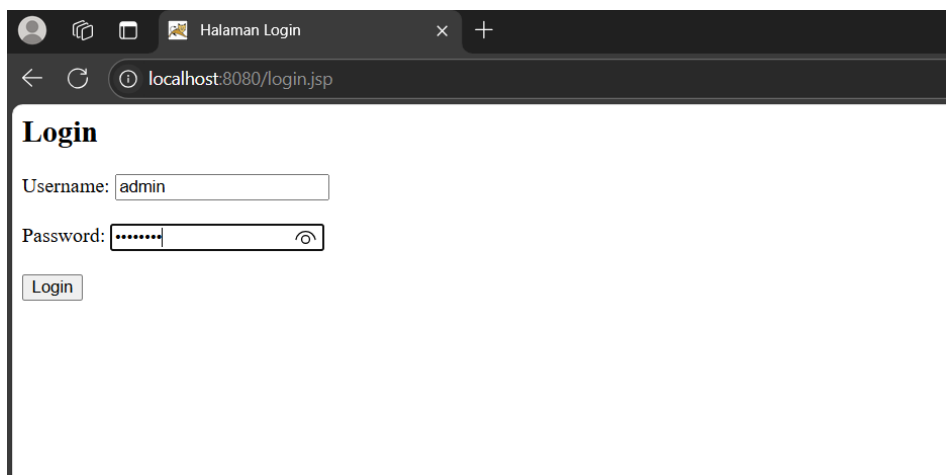 Halaman Login
localhost:8080/login.jsp
Login
Username: admin
Password: ••••••••
Login